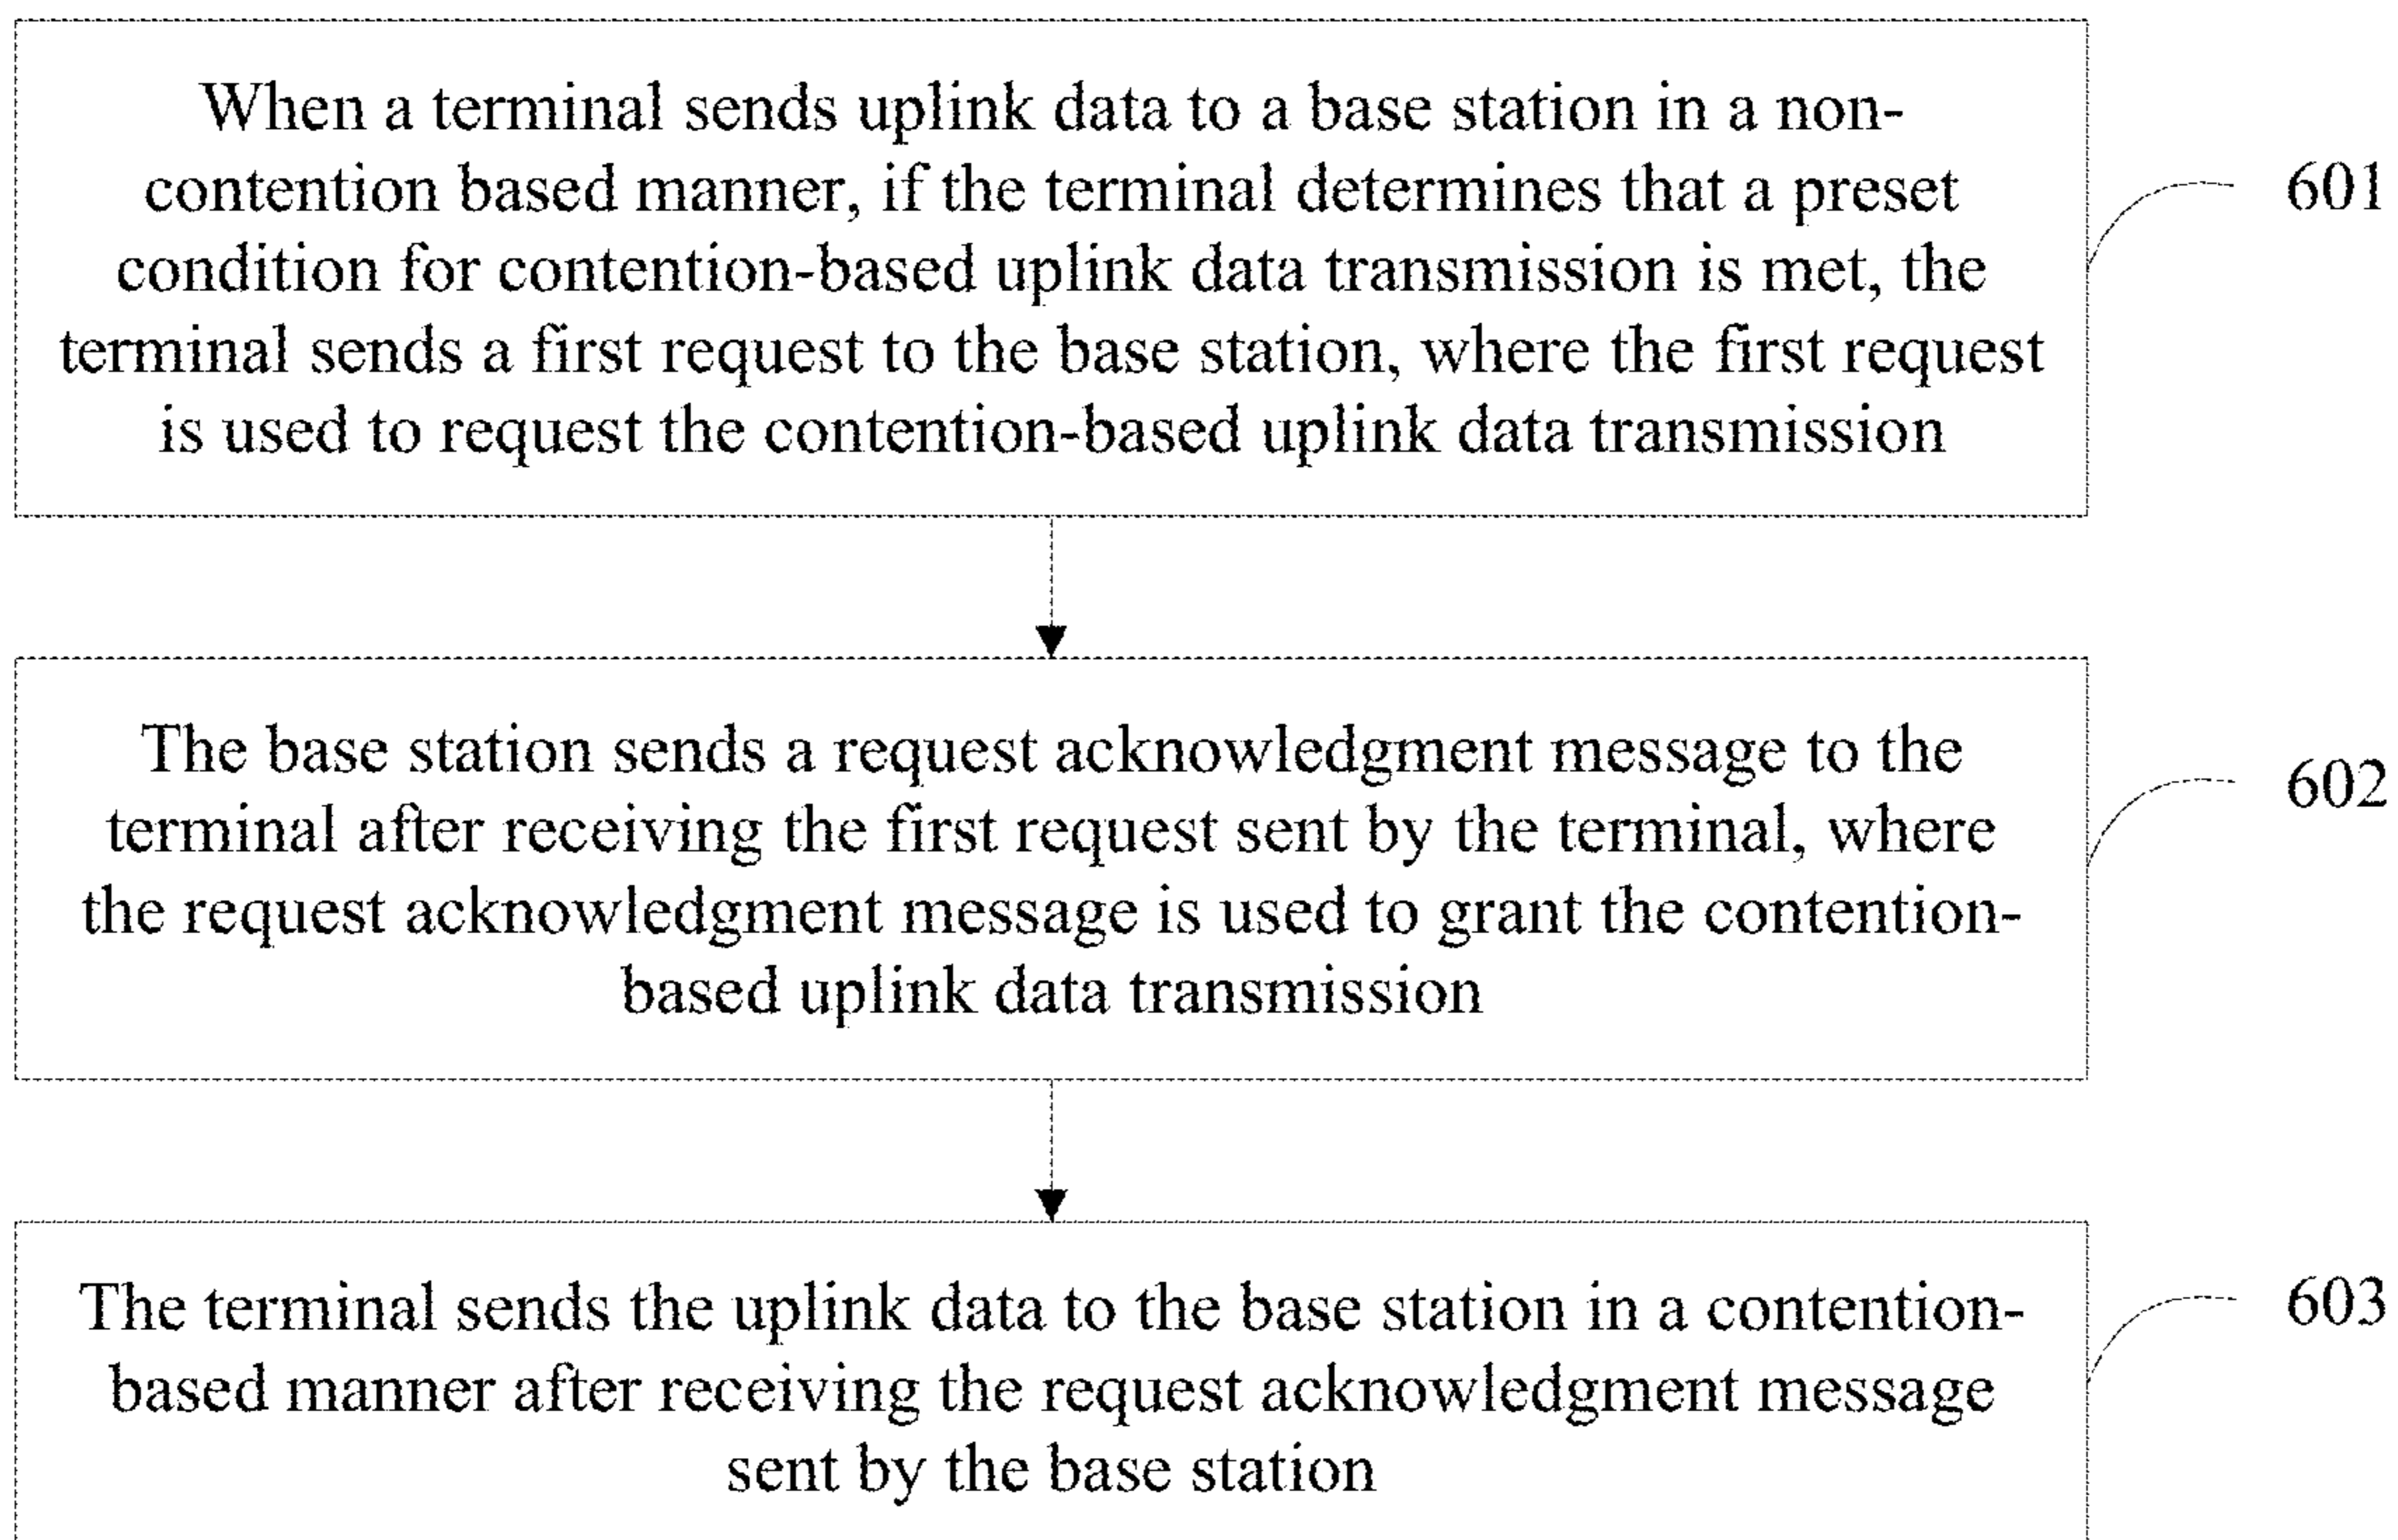 When a terminal sends uplink data to a base station in a non-
contention based manner, if the terminal determines that a preset
condition for contention-based uplink data transmission is met, the
terminal sends a first request to the base station, where the first request
is used to request the contention-based uplink data transmission
601
The base station sends a request acknowledgment message to the
terminal after receiving the first request sent by the terminal, where
the request acknowledgment message is used to grant the contention-
based uplink data transmission
602
The terminal sends the uplink data to the base station in a contention-
based manner after receiving the request acknowledgment message
sent by the base station
603